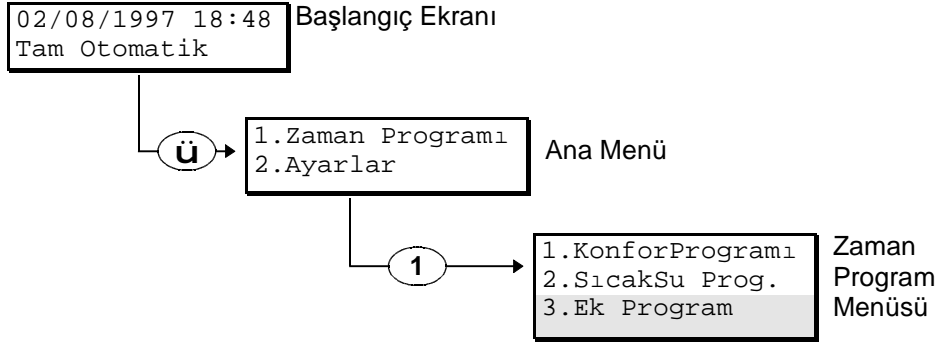 02/08/1997 18:48
Tam Otomatik
Başlangıç Ekranı
ü
1.Zaman Programı
2.Ayarlar
Ana Menü
1
1.KonforProgramı
2.SıcakSu Prog.
3.Ek Program
Zaman
Program
Menüsü